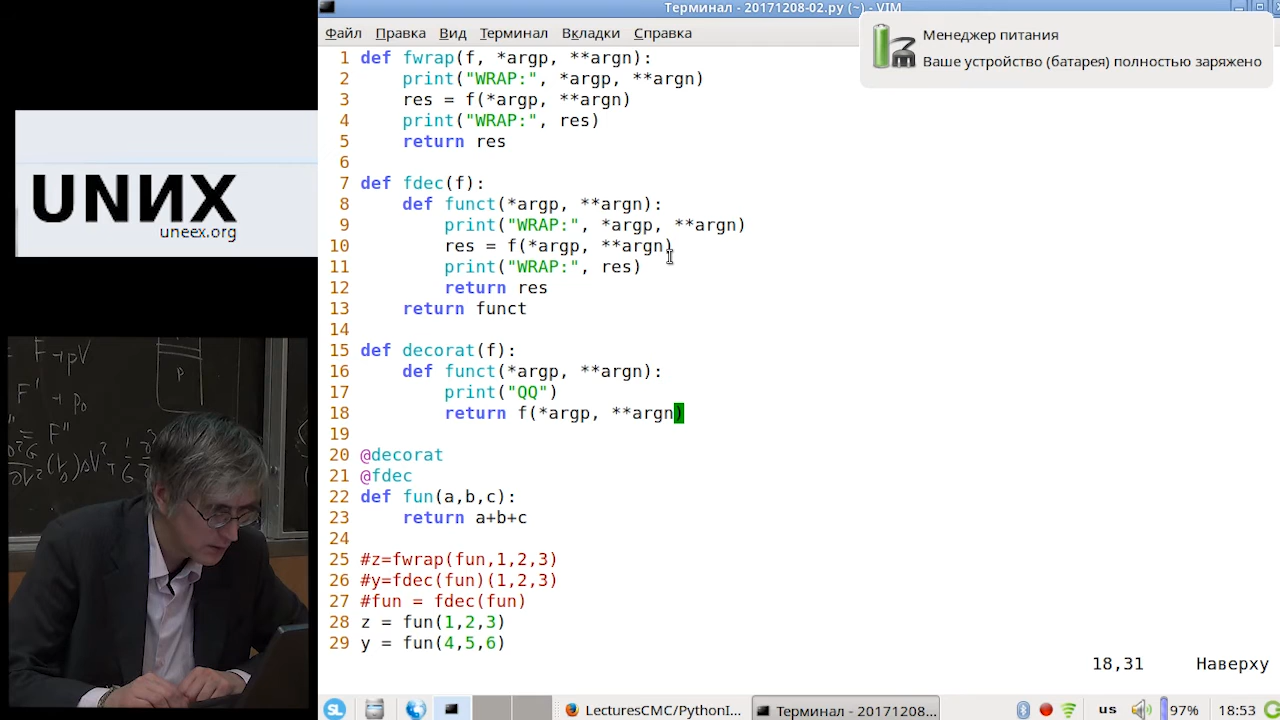 Терминал - 20171208-02.py (~) - VIM
Файл Правка Вид Терминал Вкладки Справка
Менеджер питания
Ваше устройство (батарея) полностью заряжено
1 def fwrap(f, *argp, **argn):
2 print("WRAP:", *argp, **argn)
3 res = f(*argp, **argn)
4 print("WRAP:", res)
5 return res
6
7 def fdec(f):
8 def funct(*argp, **argn):
9 print("WRAP:", *argp, **argn)
10 res = f(*argp, **argn)
11 print("WRAP:", res)
12 return res
13 return funct
14
15 def decorat(f):
16 def funct(*argp, **argn):
17 print("QQ")
18 return f(*argp, **argn)
19
20 @decorat
21 @fdec
22 def fun(a,b,c):
23 return a+b+c
24
25 #z=fwrap(fun,1,2,3)
26 #y=fdec(fun)(1,2,3)
27 #fun = fdec(fun)
28 z = fun(1,2,3)
29 y = fun(4,5,6)
18,31 Наверху
LecturesCMC/PythonI... Терминал - 20171208... us 97% 18:53
UNИX
uneex.org
F→pV
F' → p₀
= F"